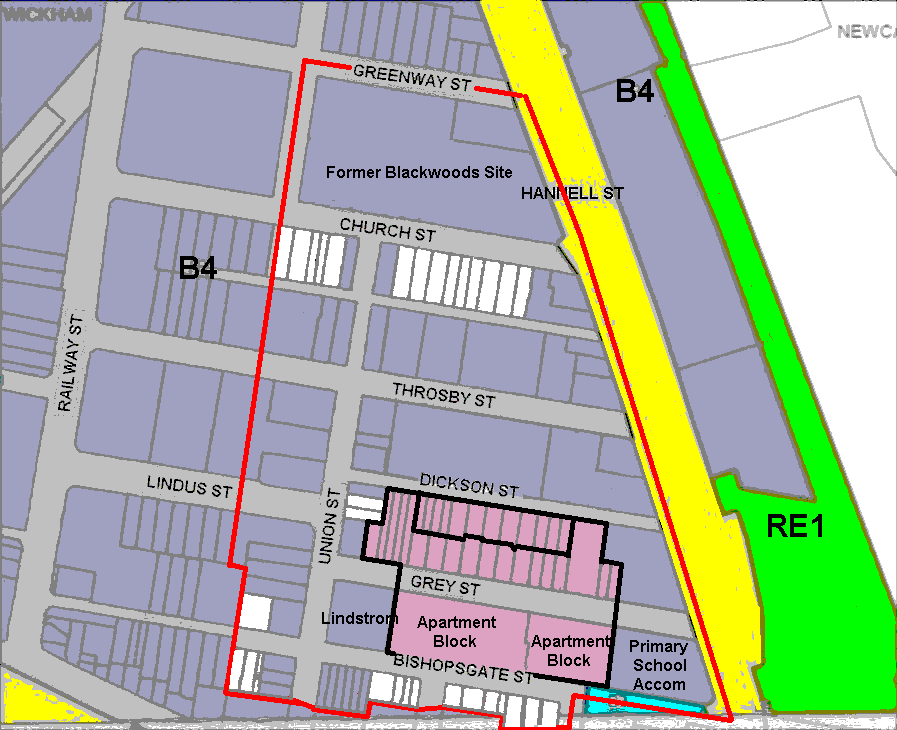 WICKHAM
NEWCA
GREENWAY ST
B4
Former Blackwoods Site
HANNELL ST
CHURCH ST
B4
RAILWAY ST
THROSBY ST
LINDUS ST
DICKSON ST
UNION ST
RE1
GREY ST
Lindstrom
Apartment
Block
Apartment
Block
Primary
School
Accom
BISHOPSGATE ST